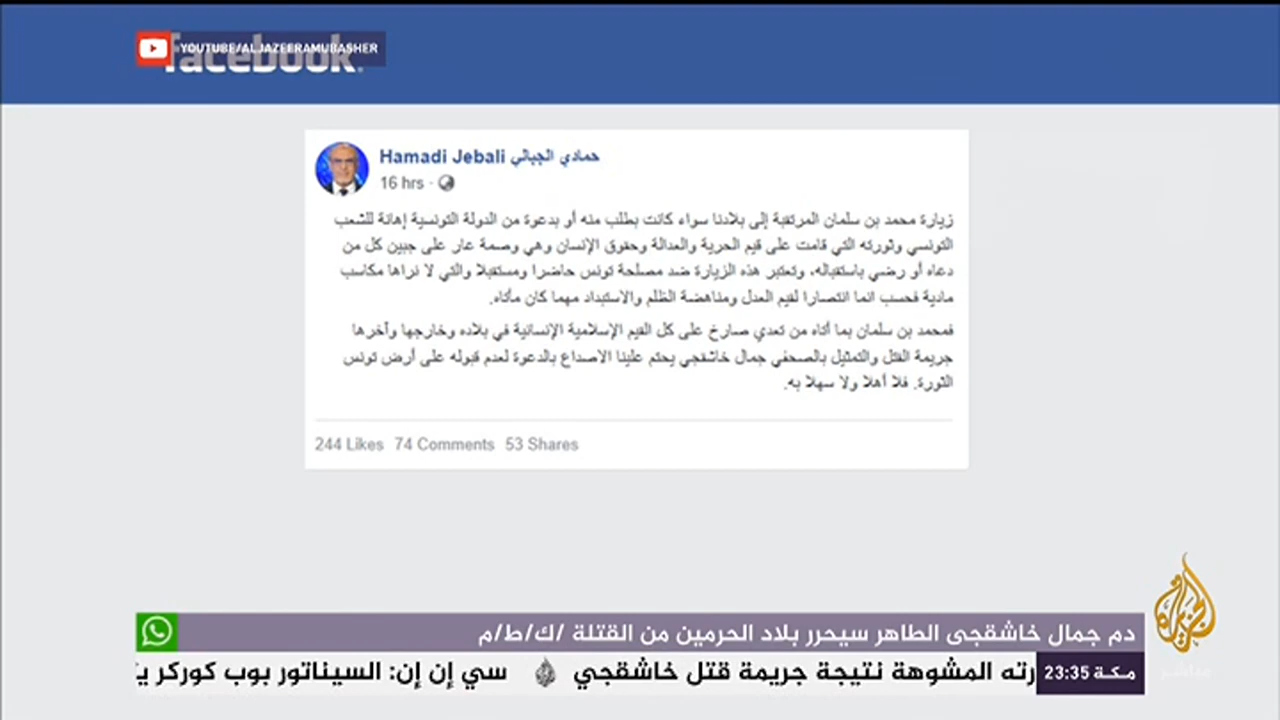 YOUTUBE/ALJAZEERAMUBASHER
facebook
Hamadi Jebali حمادي الجبالي
16 hrs
زيارة محمد بن سلمان المرتقبة إلى بلادنا سواء كانت بطلب منه أو بدعوة من الدولة التونسية إهانة للشعب
التونسي وثورته التي قامت على قيم الحرية والعدالة وحقوق الإنسان وهي وصمة عار على جبين كل من
دعاه أو رضي باستقباله، وتعتبر هذه الزيارة ضد مصلحة تونس حاضرا ومستقبلا والتي لا نراها مكاسب
مادية فحسب انما انتصارا لقيم العدل ومناهضة الظلم والاستبداد مهما كان مأتاه.
فمحمد بن سلمان بما أتاه من تعدي صارخ على كل القيم الإسلامية الإنسانية في بلاده وخارجها وأخرها
جريمة القتل والتمثيل بالصحفي جمال خاشقجي يحتم علينا الاصداع بالدعوة لعدم قبوله على أرض تونس
الثورة. فلا أهلا ولا سهلا به.
244 Likes 74 Comments 53 Shares
دم جمال خاشقجى الطاهر سيحرر بلاد الحرمين من القتلة /ك/ط/م
مكة 23:35
رته المشوهة نتيجة جريمة قتل خاشقجي سي إن إن: السيناتور بوب كوركر
الجزيرة
مباشر